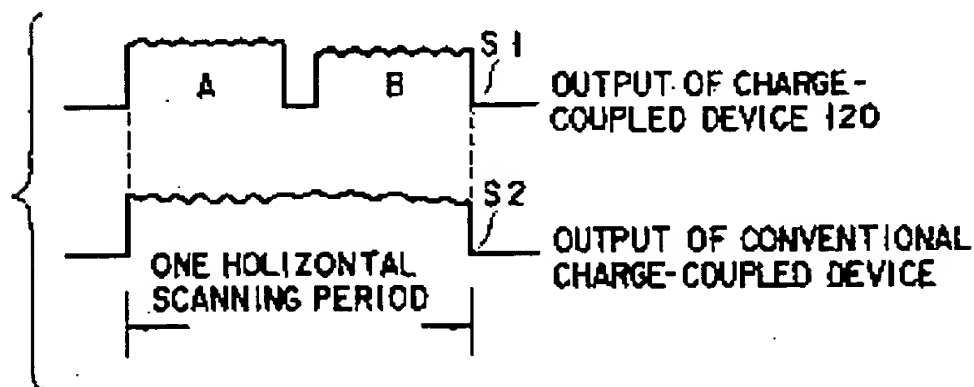 S1
A
B
OUTPUT OF CHARGE-
COUPLED DEVICE 120
S2
OUTPUT OF CONVENTIONAL
CHARGE-COUPLED DEVICE
ONE HOLIZONTAL
SCANNING PERIOD